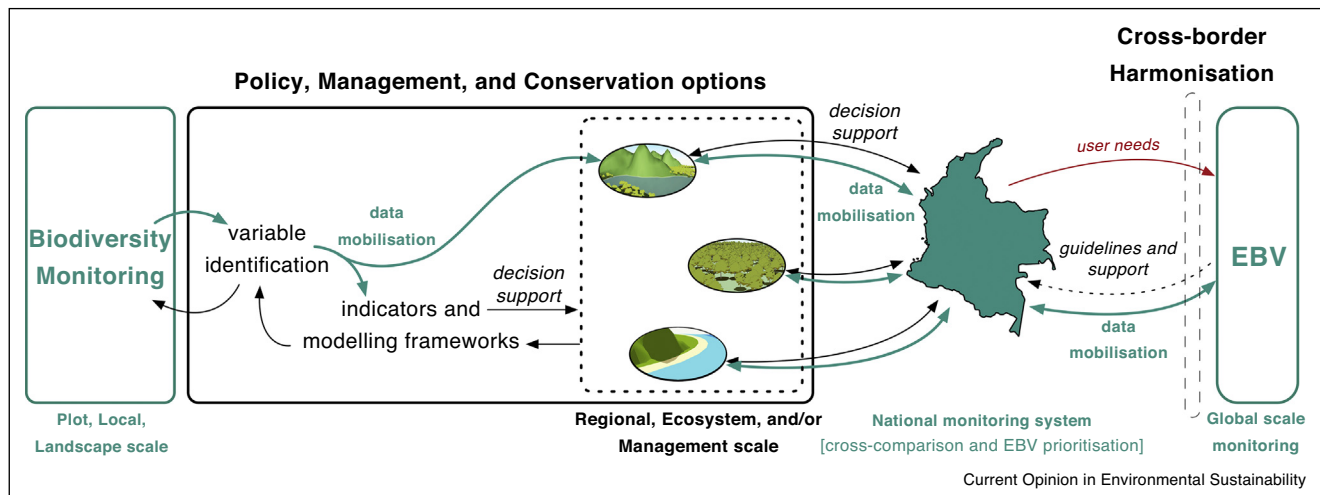 Cross-border
Harmonisation
Policy, Management, and Conservation options
Biodiversity
Monitoring
variable
identification
data
mobilisation
indicators and
modelling frameworks
decision
support
decision
support
data
mobilisation
user needs
guidelines and
support
data
mobilisation
EBV
Plot, Local,
Landscape scale
Regional, Ecosystem, and/or
Management scale
National monitoring system
[cross-comparison and EBV prioritisation]
Global scale
monitoring
Current Opinion in Environmental Sustainability